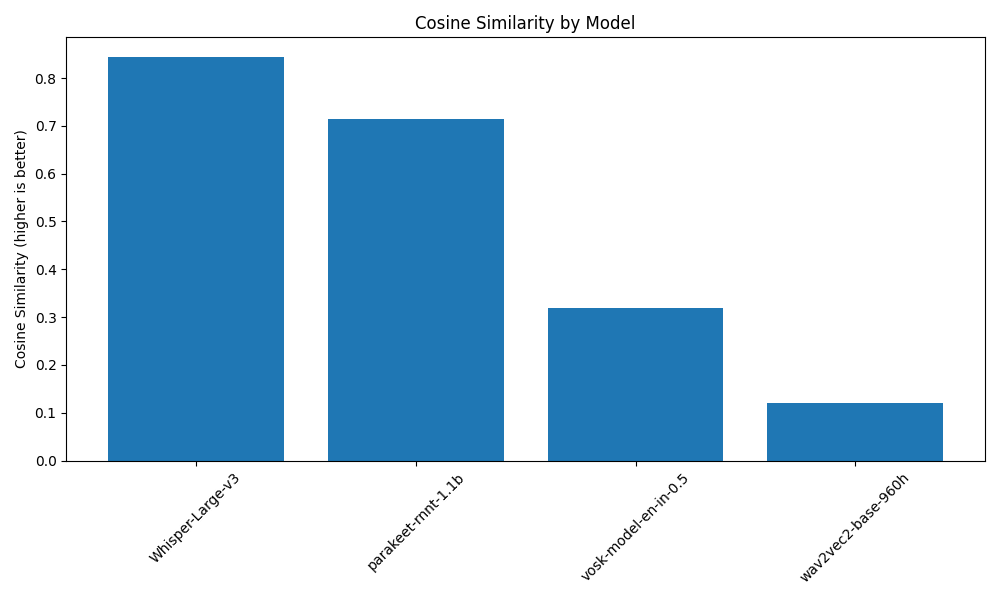 Cosine Similarity by Model
Cosine Similarity (higher is better)
0.8
0.7
0.6
0.5
0.4
0.3
0.2
0.1
0.0
Whisper-Large-v3
parakeet-rnnt-1.1b
vosk-model-en-in-0.5
wav2vec2-base-960h